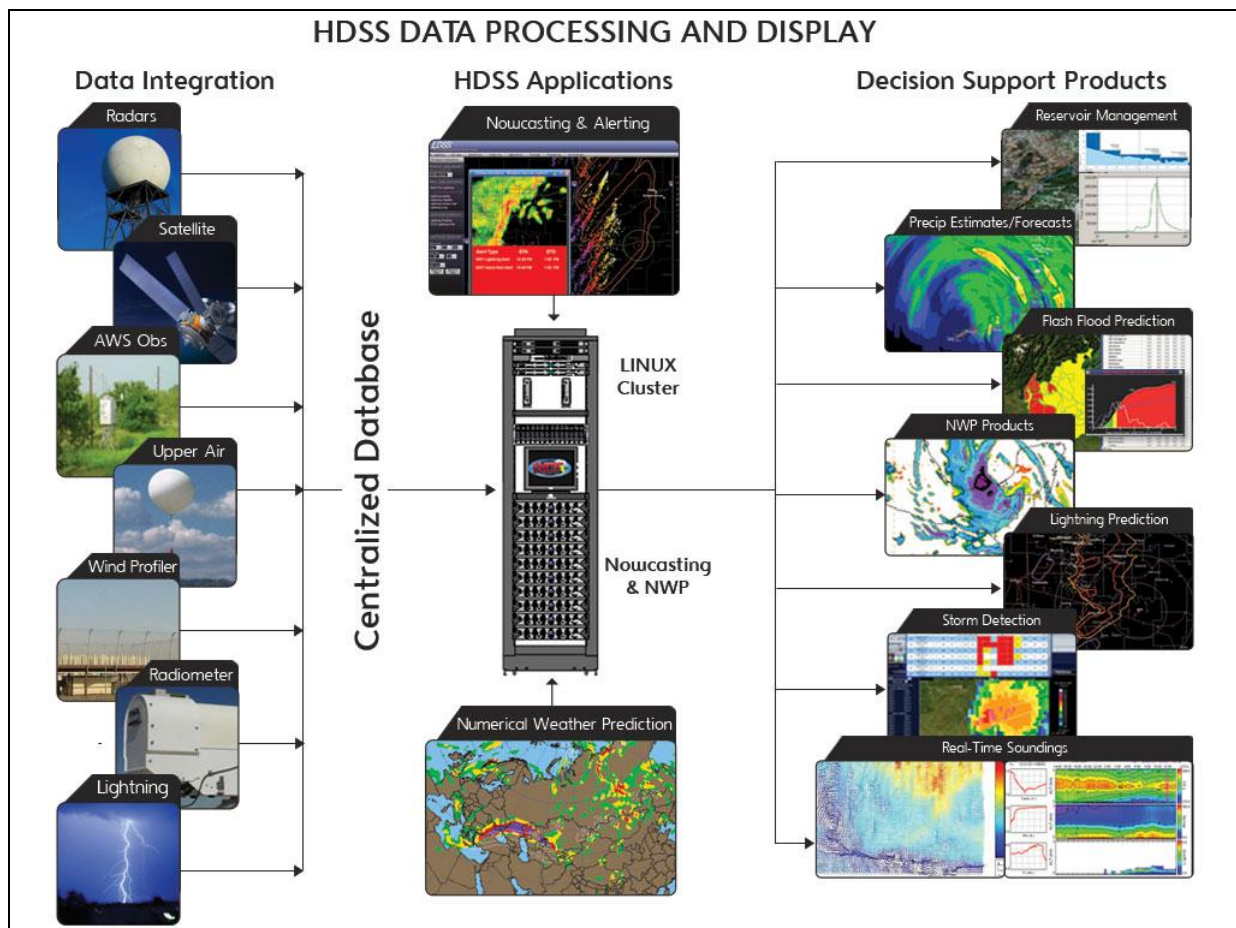 HDSS DATA PROCESSING AND DISPLAY
Data Integration
Radars
Satellite
AWS Obs
Upper Air
Wind Profiler
Radiometer
Lightning
Centralized Database
HDSS Applications
Nowcasting & Alerting
LINUX
Cluster
Nowcasting
& NWP
Numerical Weather Prediction
Decision Support Products
Reservoir Management
Precip Estimates/Forecasts
Flash Flood Prediction
NWP Products
Lightning Prediction
Storm Detection
Real-Time Soundings